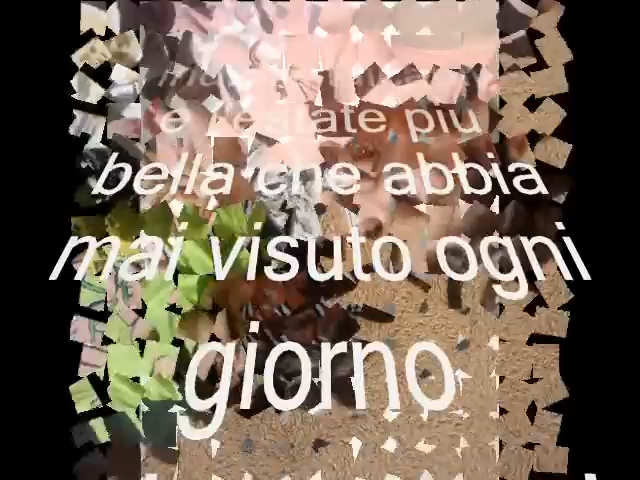 e l'estate più
bella che abbia
mai visuto ogni
giorno